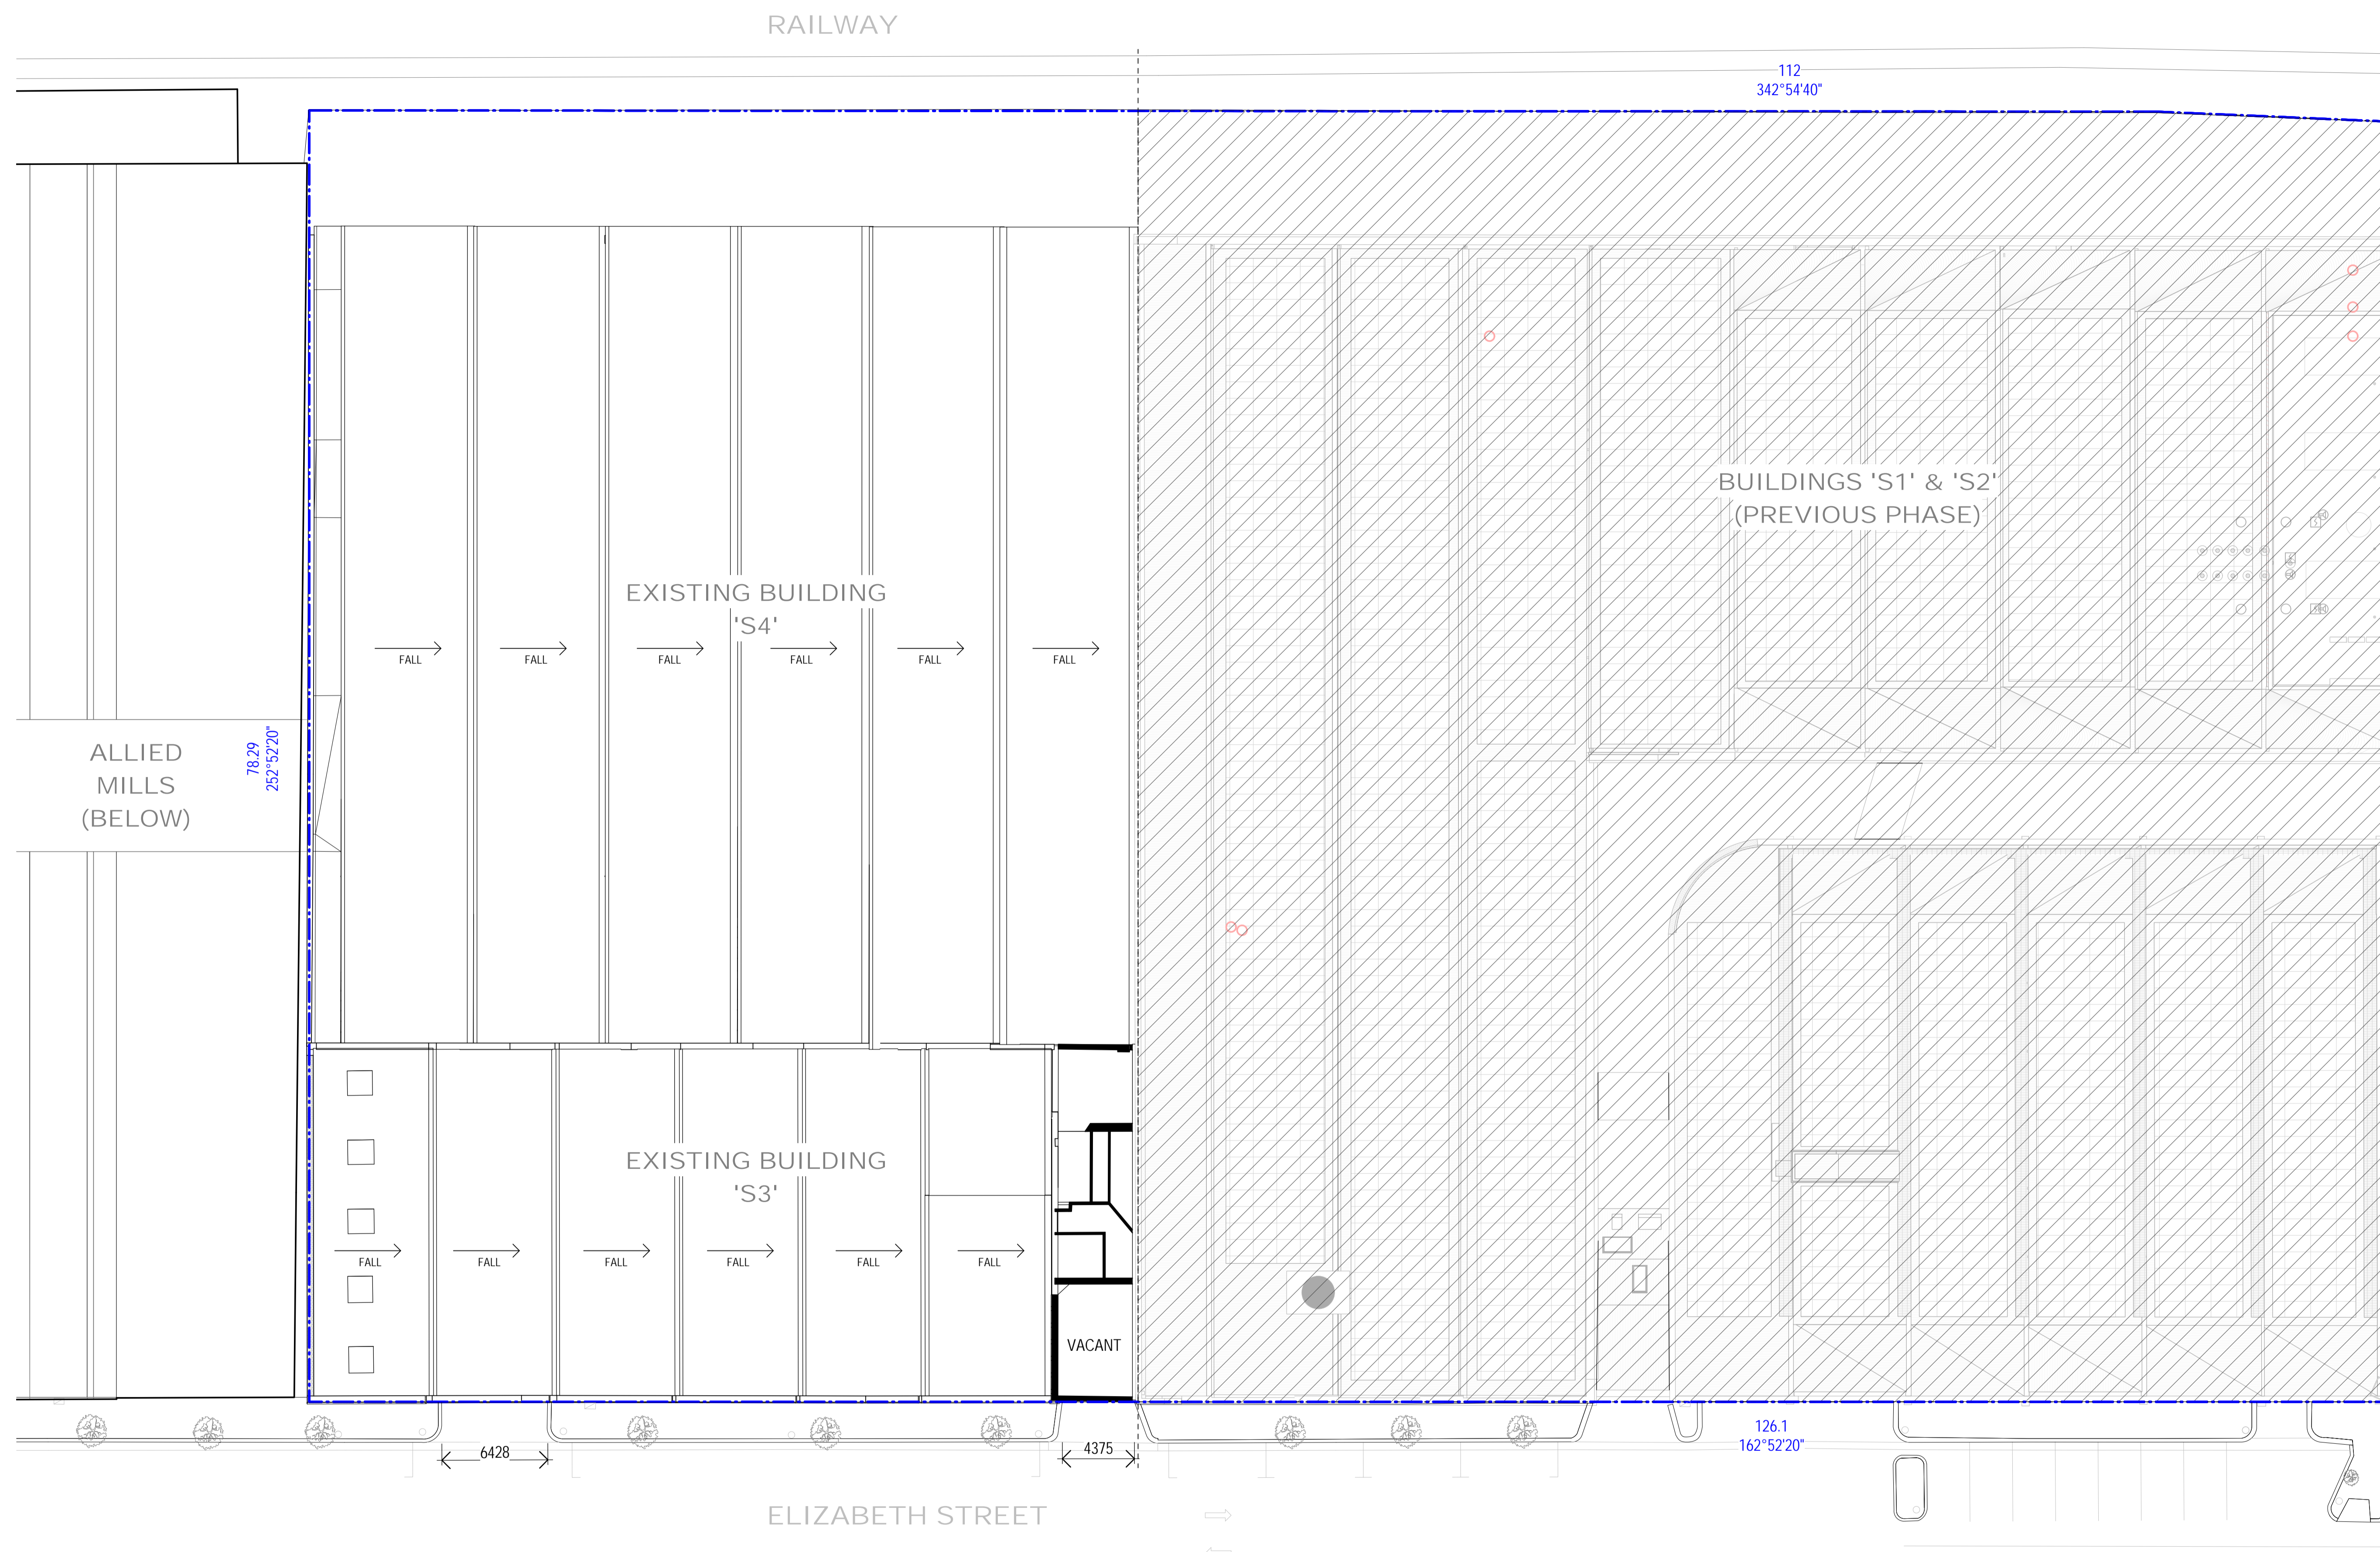 RAILWAY
112
342°54'40"
BUILDINGS 'S1' & 'S2'
(PREVIOUS PHASE)
EXISTING BUILDING
'S4'
FALL
FALL
FALL
FALL
FALL
FALL
ALLIED
MILLS
(BELOW)
78.29
252°52'20"
EXISTING BUILDING
'S3'
FALL
FALL
FALL
FALL
FALL
FALL
VACANT
6428
4375
126.1
162°52'20"
ELIZABETH STREET